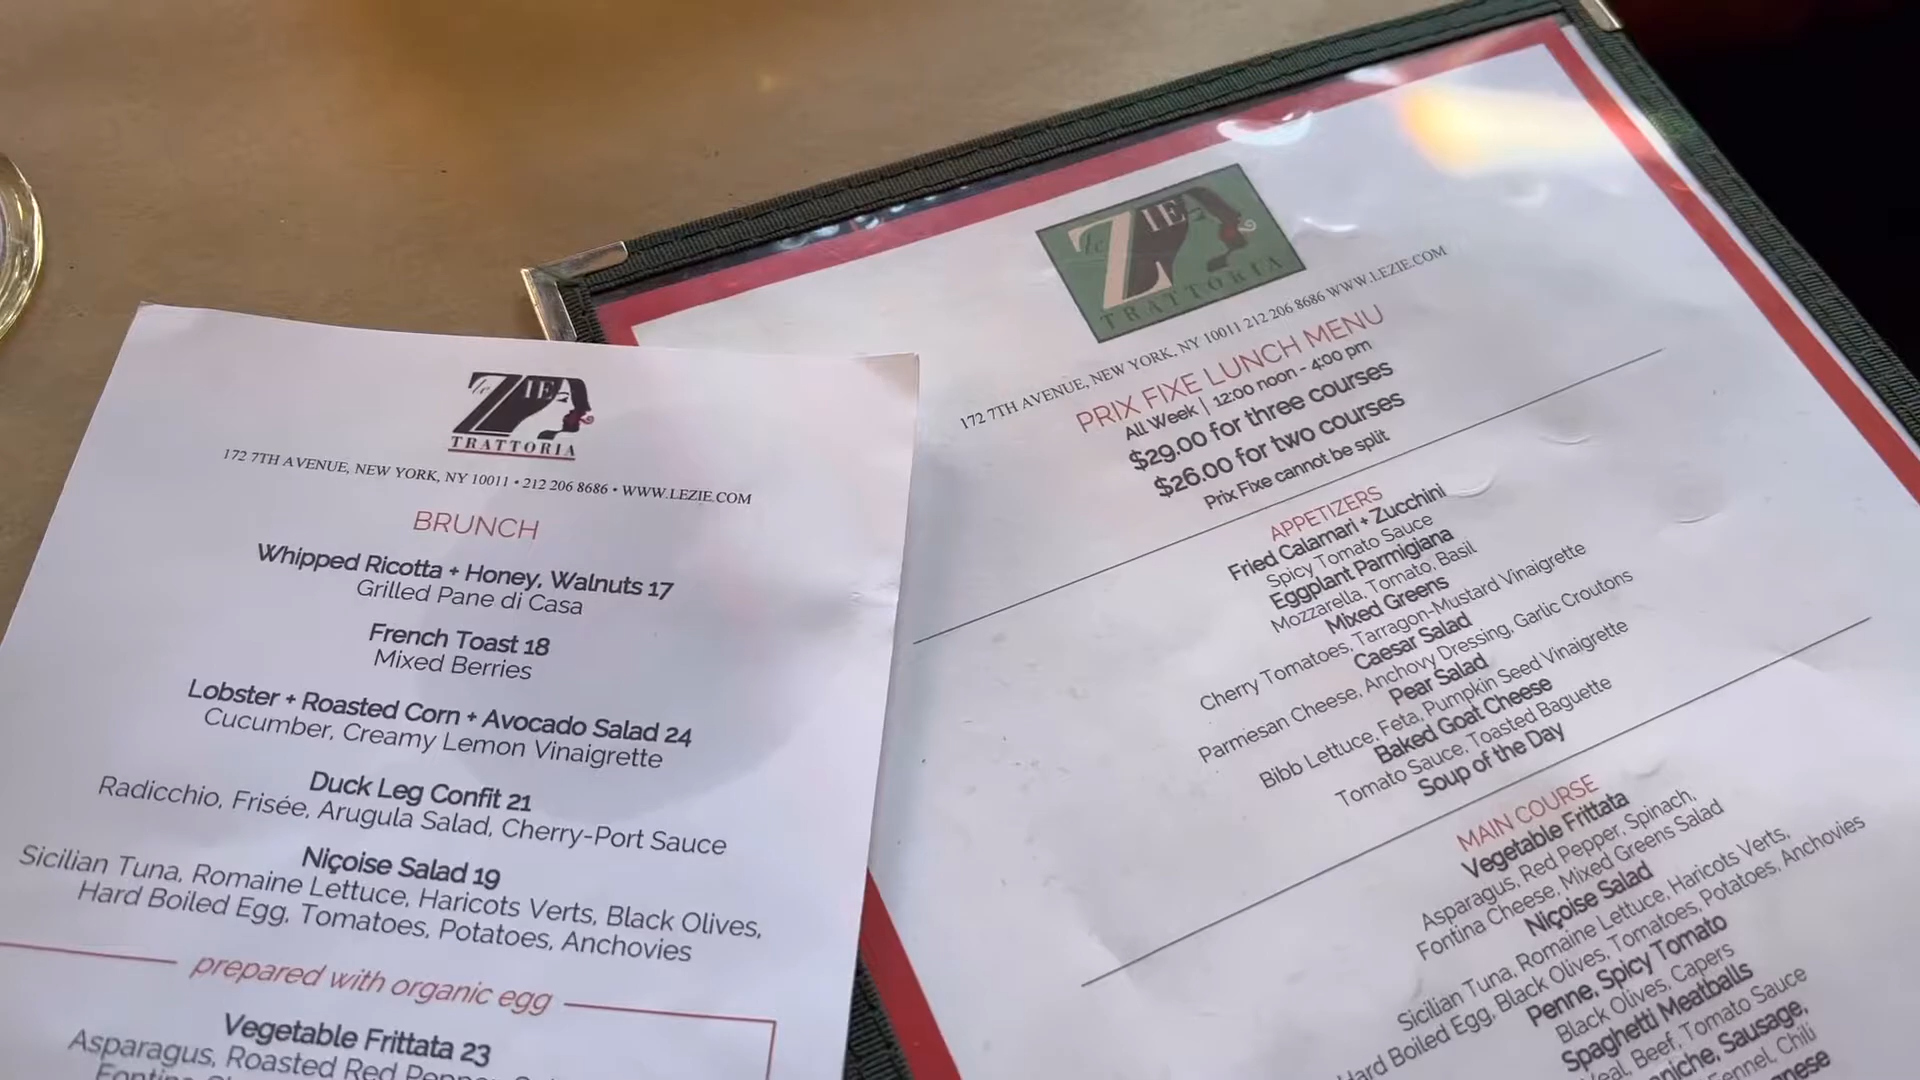 le ZIE
TRATTORIA
172 7TH AVENUE, NEW YORK, NY 10011 • 212 206 8686 • WWW.LEZIE.COM
BRUNCH
Whipped Ricotta + Honey, Walnuts 17
Grilled Pane di Casa
French Toast 18
Mixed Berries
Lobster + Roasted Corn + Avocado Salad 24
Cucumber, Creamy Lemon Vinaigrette
Duck Leg Confit 21
Radicchio, Frisée, Arugula Salad, Cherry-Port Sauce
Niçoise Salad 19
Sicilian Tuna, Romaine Lettuce, Haricots Verts, Black Olives,
Hard Boiled Egg, Tomatoes, Potatoes, Anchovies
prepared with organic egg
Vegetable Frittata 23
Asparagus, Roasted Red
le ZIE
TRATTORIA
172 7TH AVENUE, NEW YORK, NY 10011 212 206 8686 WWW.LEZIE.COM
PRIX FIXE LUNCH MENU
All Week | 12:00 noon - 4:00 pm
$29.00 for three courses
$26.00 for two courses
Prix Fixe cannot be split
APPETIZERS
Fried Calamari + Zucchini
Spicy Tomato Sauce
Eggplant Parmigiana
Mozzarella, Tomato, Basil
Mixed Greens
Cherry Tomatoes, Tarragon-Mustard Vinaigrette
Caesar Salad
Parmesan Cheese, Anchovy Dressing, Garlic Croutons
Pear Salad
Bibb Lettuce, Feta, Pumpkin Seed Vinaigrette
Baked Goat Cheese
Tomato Sauce, Toasted Baguette
Soup of the Day
MAIN COURSE
Vegetable Frittata
Asparagus, Red Pepper, Spinach,
Fontina Cheese, Mixed Greens Salad
Niçoise Salad
Sicilian Tuna, Romaine Lettuce, Haricots Verts,
Hard Boiled Egg, Black Olives, Tomatoes, Potatoes, Anchovies
Penne, Spicy Tomato
Black Olives, Capers
Spaghetti Meatballs
Veal, Beef, Tomato Sauce
Sausage,
Fennel, Chili